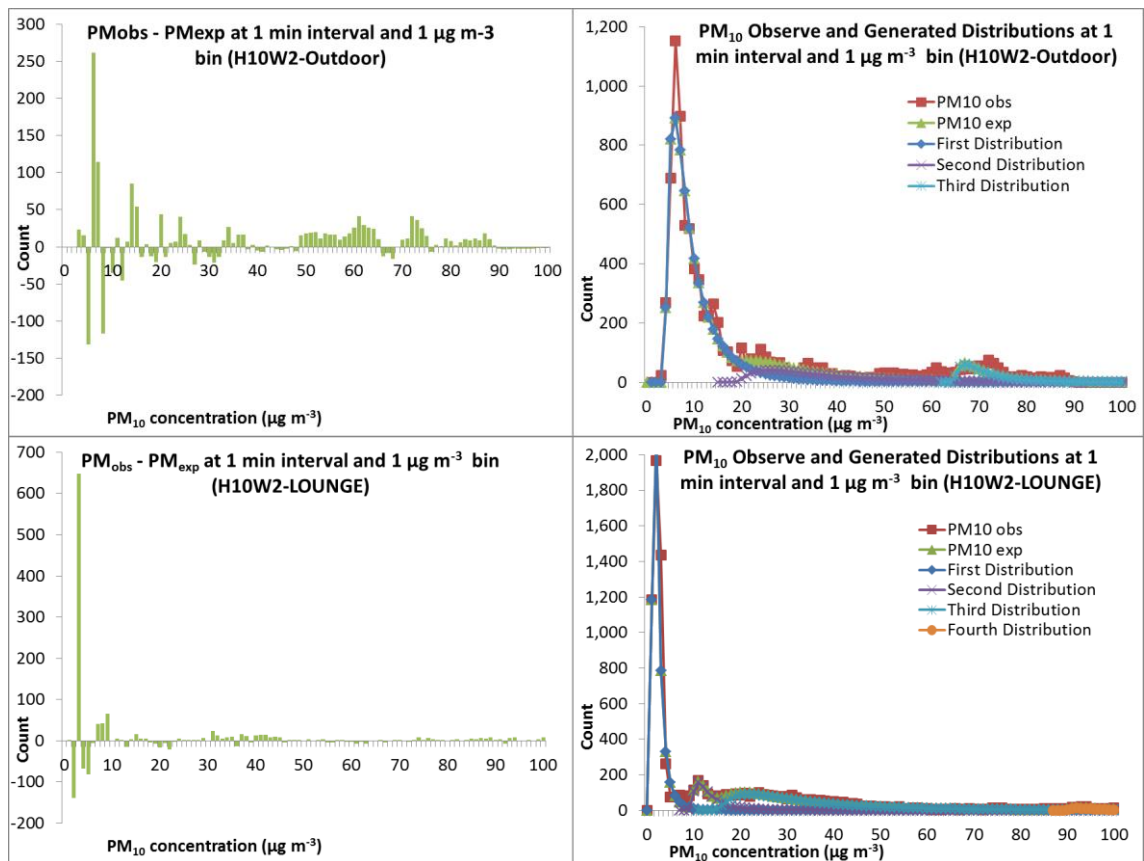 PMobs - PMexp at 1 min interval and 1 µg m-3
bin (H10W2-Outdoor)
300
250
200
150
100
50
0
-50
-100
-150
-200
Count
0 10 20 30 40 50 60 70 80 90 100
PM10 concentration (µg m-3)
PM10 Observe and Generated Distributions at 1
min interval and 1 µg m-3 bin (H10W2-Outdoor)
1,200
1,000
800
600
400
200
0
Count
PM10 obs
PM10 exp
First Distribution
Second Distribution
Third Distribution
0 10 20 30 40 50 60 70 80 90 100
PM10 concentration (µg m-3)
PMobs - PMexp at 1 min interval and 1 µg m-3 bin
(H10W2-LOUNGE)
700
600
500
400
300
200
100
0
-100
-200
Count
0 10 20 30 40 50 60 70 80 90 100
PM10 concentration (µg m-3)
PM10 Observe and Generated Distributions at 1
min interval and 1 µg m-3 bin (H10W2-LOUNGE)
2,000
1,800
1,600
1,400
1,200
1,000
800
600
400
200
0
Count
PM10 obs
PM10 exp
First Distribution
Second Distribution
Third Distribution
Fourth Distribution
0 10 20 30 40 50 60 70 80 90 100
PM10 concentration (µg m-3)